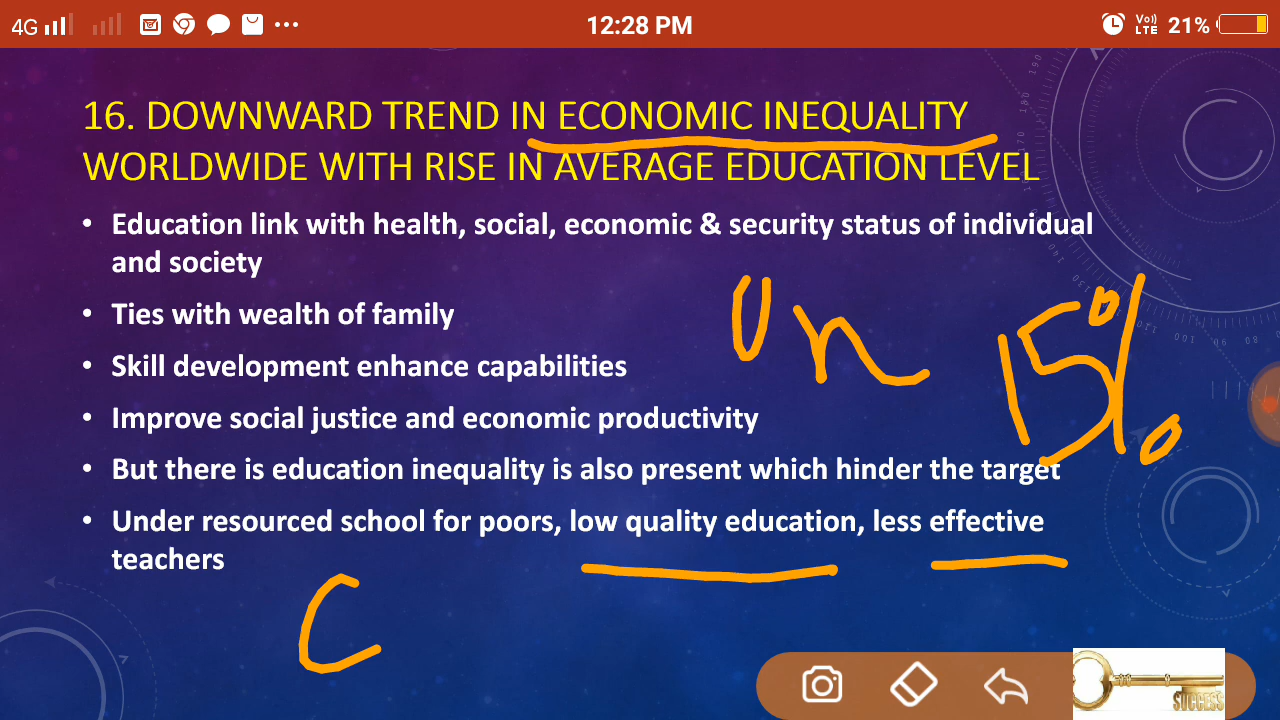 4G 12:28 PM Vo) LTE 21%
16. DOWNWARD TREND IN ECONOMIC INEQUALITY
WORLDWIDE WITH RISE IN AVERAGE EDUCATION LEVEL
• Education link with health, social, economic & security status of individual
and society
• Ties with wealth of family
• Skill development enhance capabilities
• Improve social justice and economic productivity
• But there is education inequality is also present which hinder the target
• Under resourced school for poors, low quality education, less effective
teachers
15%
C
SUCCESS